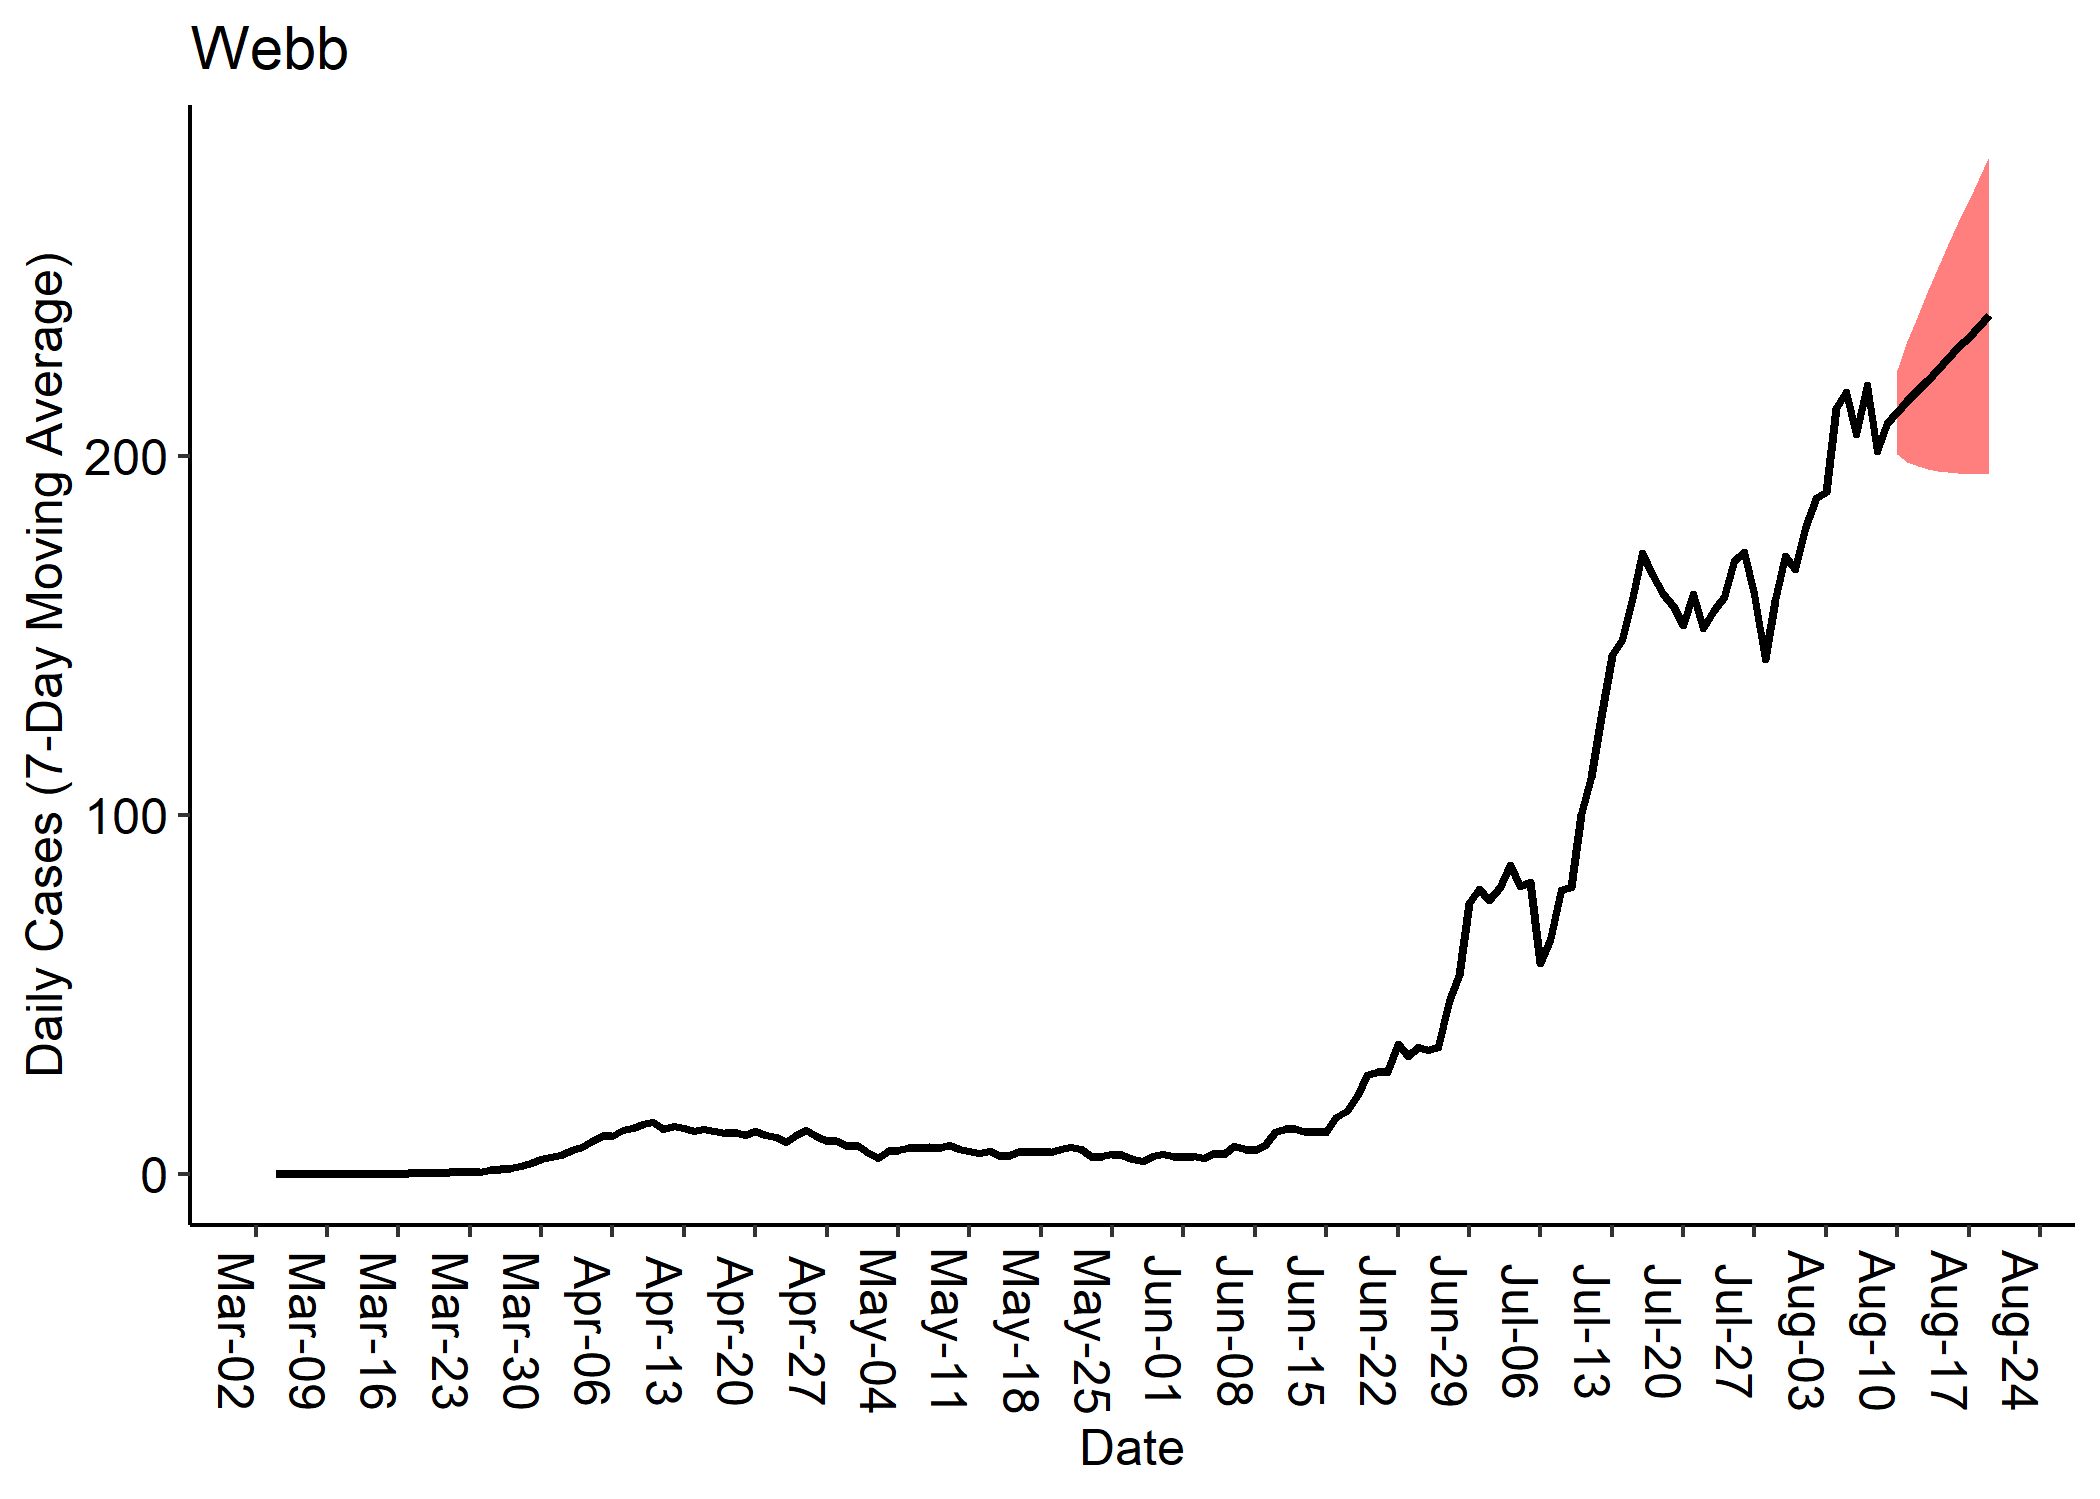 Webb
Daily Cases (7-Day Moving Average)
200
100
0
Mar-02
Mar-09
Mar-16
Mar-23
Mar-30
Apr-06
Apr-13
Apr-20
Apr-27
May-04
May-11
May-18
May-25
Jun-01
Jun-08
Jun-15
Jun-22
Jun-29
Jul-06
Jul-13
Jul-20
Jul-27
Aug-03
Aug-10
Aug-17
Aug-24
Date